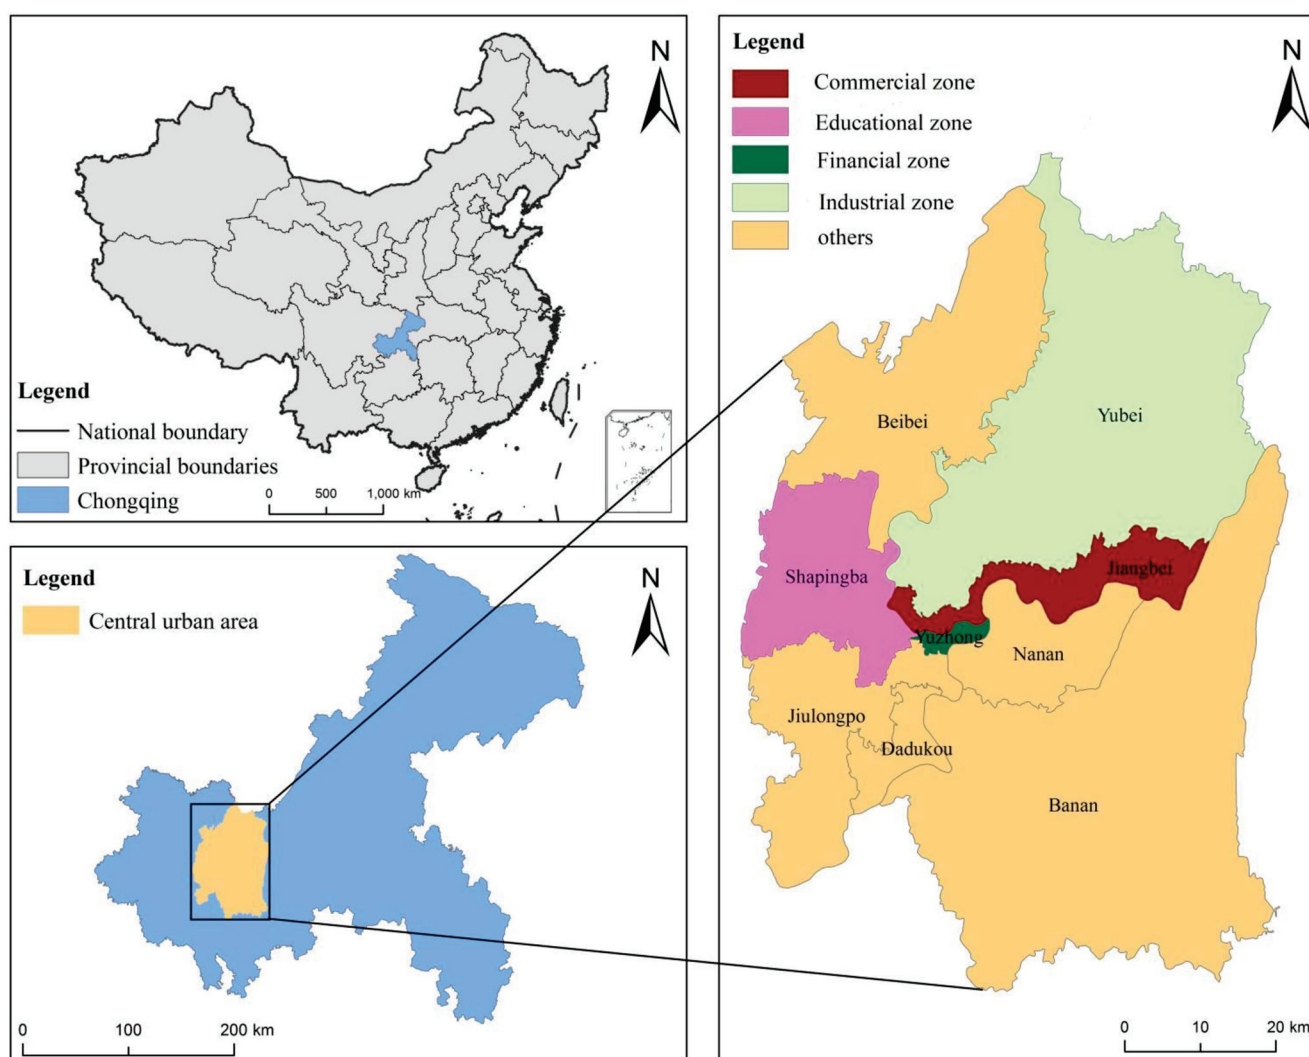 N
Legend
National boundary
Provincial boundaries
Chongqing
0 500 1,000 km
Legend
Central urban area
N
0 100 200 km
Legend
Commercial zone
Educational zone
Financial zone
Industrial zone
others
N
Beibei
Yubei
Shapingba
Jiangbei
Yuzhong
Nanan
Jiulongpo
Dadukou
Banan
0 10 20 km